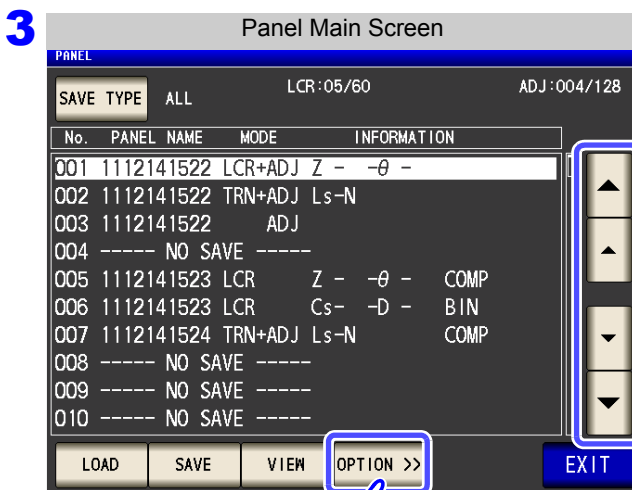 3
Panel Main Screen
PANEL
SAVE TYPE ALL LCR:05/60 ADJ:004/128
No. PANEL NAME MODE INFORMATION
001 1112141522 LCR+ADJ Z - -θ -
002 1112141522 TRN+ADJ Ls-N
003 1112141522 ADJ
004 ----- NO SAVE -----
005 1112141523 LCR Z - -θ - COMP
006 1112141523 LCR Cs- -D - BIN
007 1112141524 TRN+ADJ Ls-N COMP
008 ----- NO SAVE -----
009 ----- NO SAVE -----
010 ----- NO SAVE -----
LOAD SAVE VIEW OPTION >> EXIT